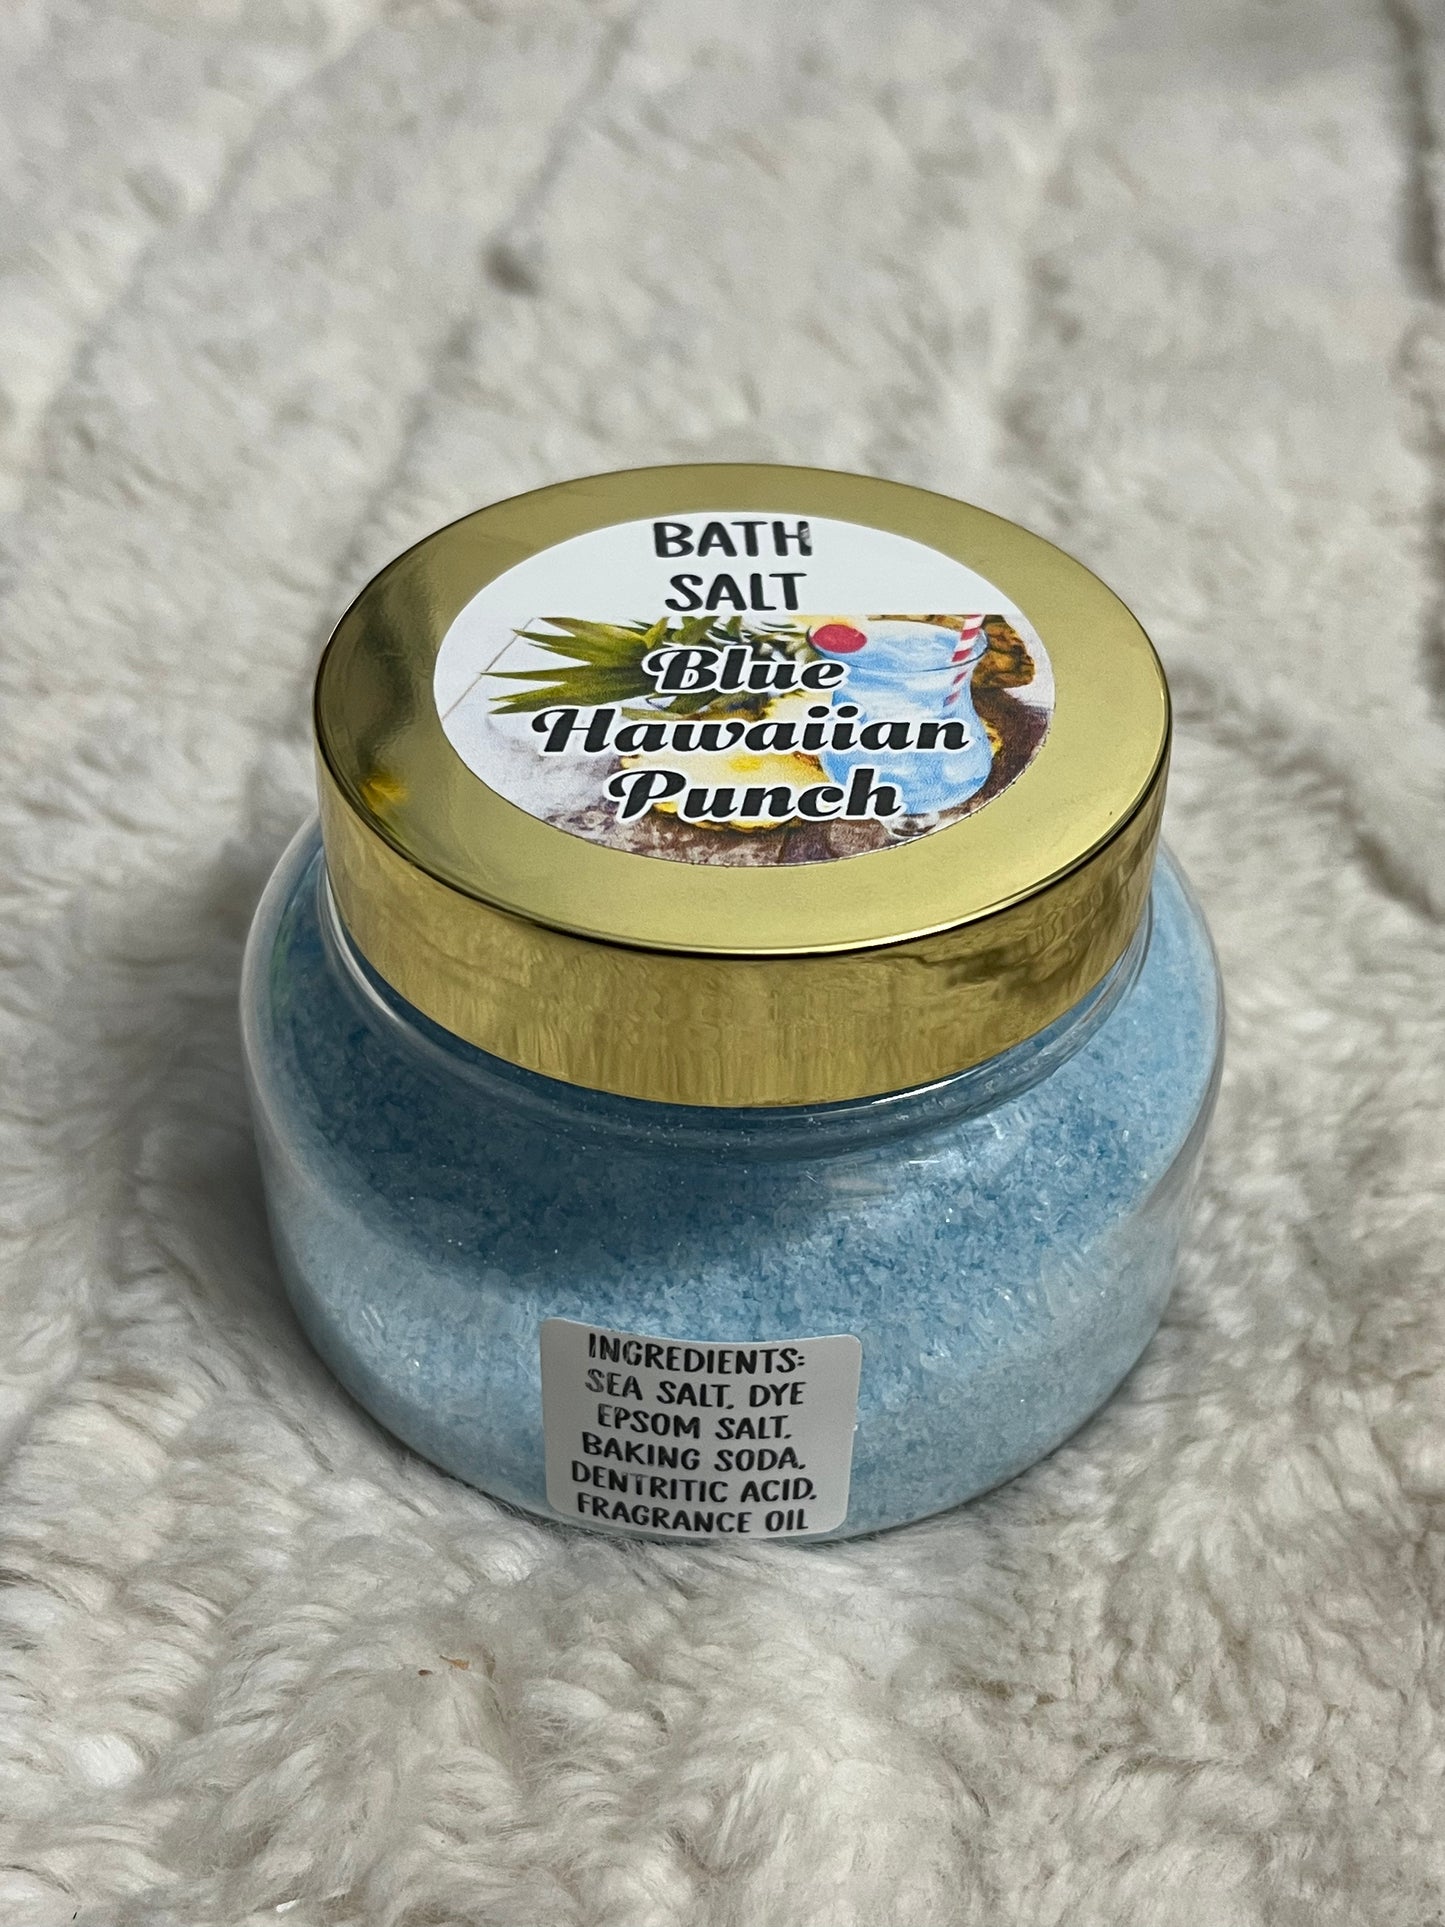 BATH
SALT
Blue
Hawaiian
Punch
INGREDIENTS:
SEA SALT, DYE
EPSOM SALT,
BAKING SODA,
DENTRITIC ACID,
FRAGRANCE OIL